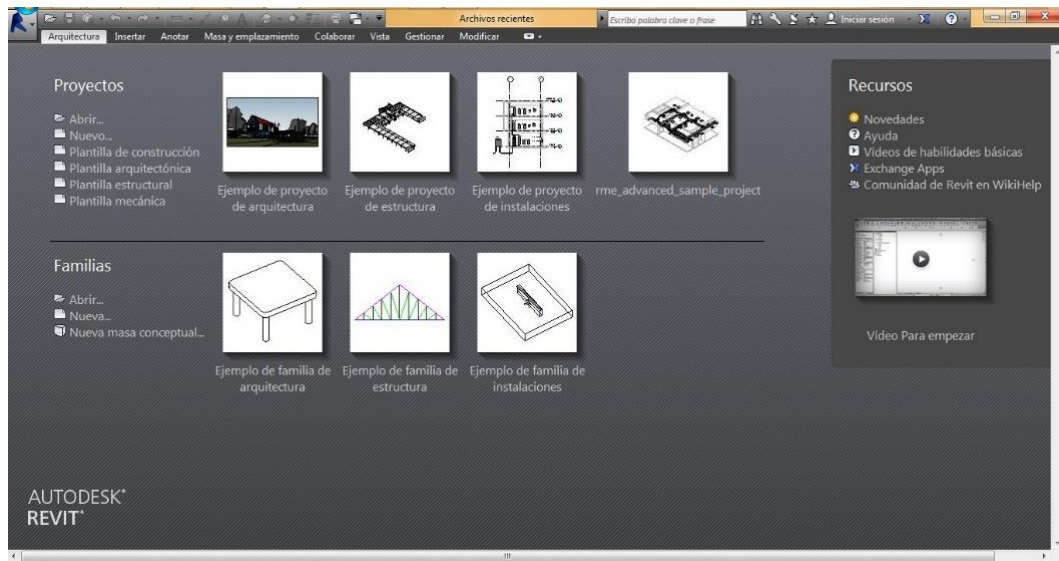 Archivos recientes
Escriba palabra clave o frase
Iniciar sesión
Arquitectura Insertar Anotar Masa y emplazamiento Colaborar Vista Gestionar Modificar
Proyectos
Abrir...
Nuevo...
Plantilla de construcción
Plantilla arquitectónica
Plantilla estructural
Plantilla mecánica
Ejemplo de proyecto
de arquitectura
Ejemplo de proyecto
de estructura
Ejemplo de proyecto
de instalaciones
rme_advanced_sample_project
Familias
Abrir...
Nueva...
Nueva masa conceptual...
Ejemplo de familia de
arquitectura
Ejemplo de familia de
estructura
Ejemplo de familia de
instalaciones
Recursos
Novedades
Ayuda
Vídeos de habilidades básicas
Exchange Apps
Comunidad de Revit en WikiHelp
Vídeo Para empezar
AUTODESK®
REVIT®